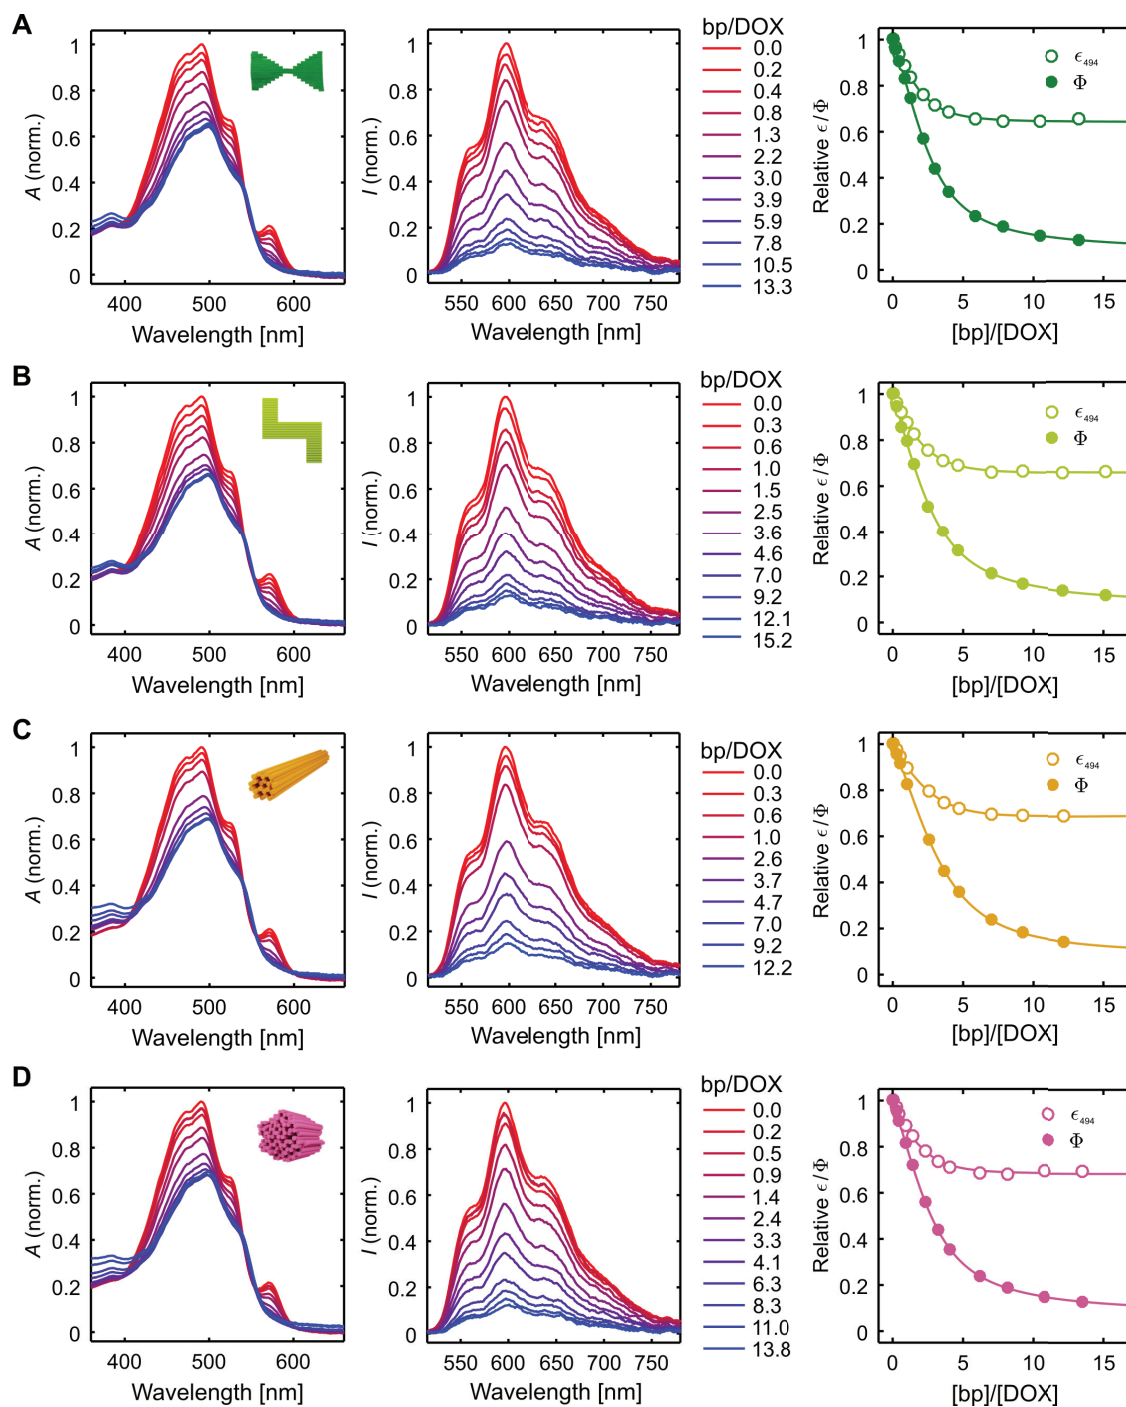 A
A (norm.)
1
0.8
0.6
0.4
0.2
0
400 500 600
Wavelength [nm]
I (norm.)
1
0.8
0.6
0.4
0.2
0
550 600 650 700 750
Wavelength [nm]
bp/DOX
0.0
0.2
0.4
0.8
1.3
2.2
3.0
3.9
5.9
7.8
10.5
13.3
Relative ϵ/Φ
1
0.8
0.6
0.4
0.2
0
ϵ494
Φ
0 5 10 15
[bp]/[DOX]
B
A (norm.)
1
0.8
0.6
0.4
0.2
0
400 500 600
Wavelength [nm]
I (norm.)
1
0.8
0.6
0.4
0.2
0
550 600 650 700 750
Wavelength [nm]
bp/DOX
0.0
0.3
0.6
1.0
1.5
2.5
3.6
4.6
7.0
9.2
12.1
15.2
Relative ϵ/Φ
1
0.8
0.6
0.4
0.2
0
ϵ494
Φ
0 5 10 15
[bp]/[DOX]
C
A (norm.)
1
0.8
0.6
0.4
0.2
0
400 500 600
Wavelength [nm]
I (norm.)
1
0.8
0.6
0.4
0.2
0
550 600 650 700 750
Wavelength [nm]
bp/DOX
0.0
0.3
0.6
1.0
2.6
3.7
4.7
7.0
9.2
12.2
Relative ϵ/Φ
1
0.8
0.6
0.4
0.2
0
ϵ494
Φ
0 5 10 15
[bp]/[DOX]
D
A (norm.)
1
0.8
0.6
0.4
0.2
0
400 500 600
Wavelength [nm]
I (norm.)
1
0.8
0.6
0.4
0.2
0
550 600 650 700 750
Wavelength [nm]
bp/DOX
0.0
0.2
0.5
0.9
1.4
2.4
3.3
4.1
6.3
8.3
11.0
13.8
Relative ϵ/Φ
1
0.8
0.6
0.4
0.2
0
ϵ494
Φ
0 5 10 15
[bp]/[DOX]